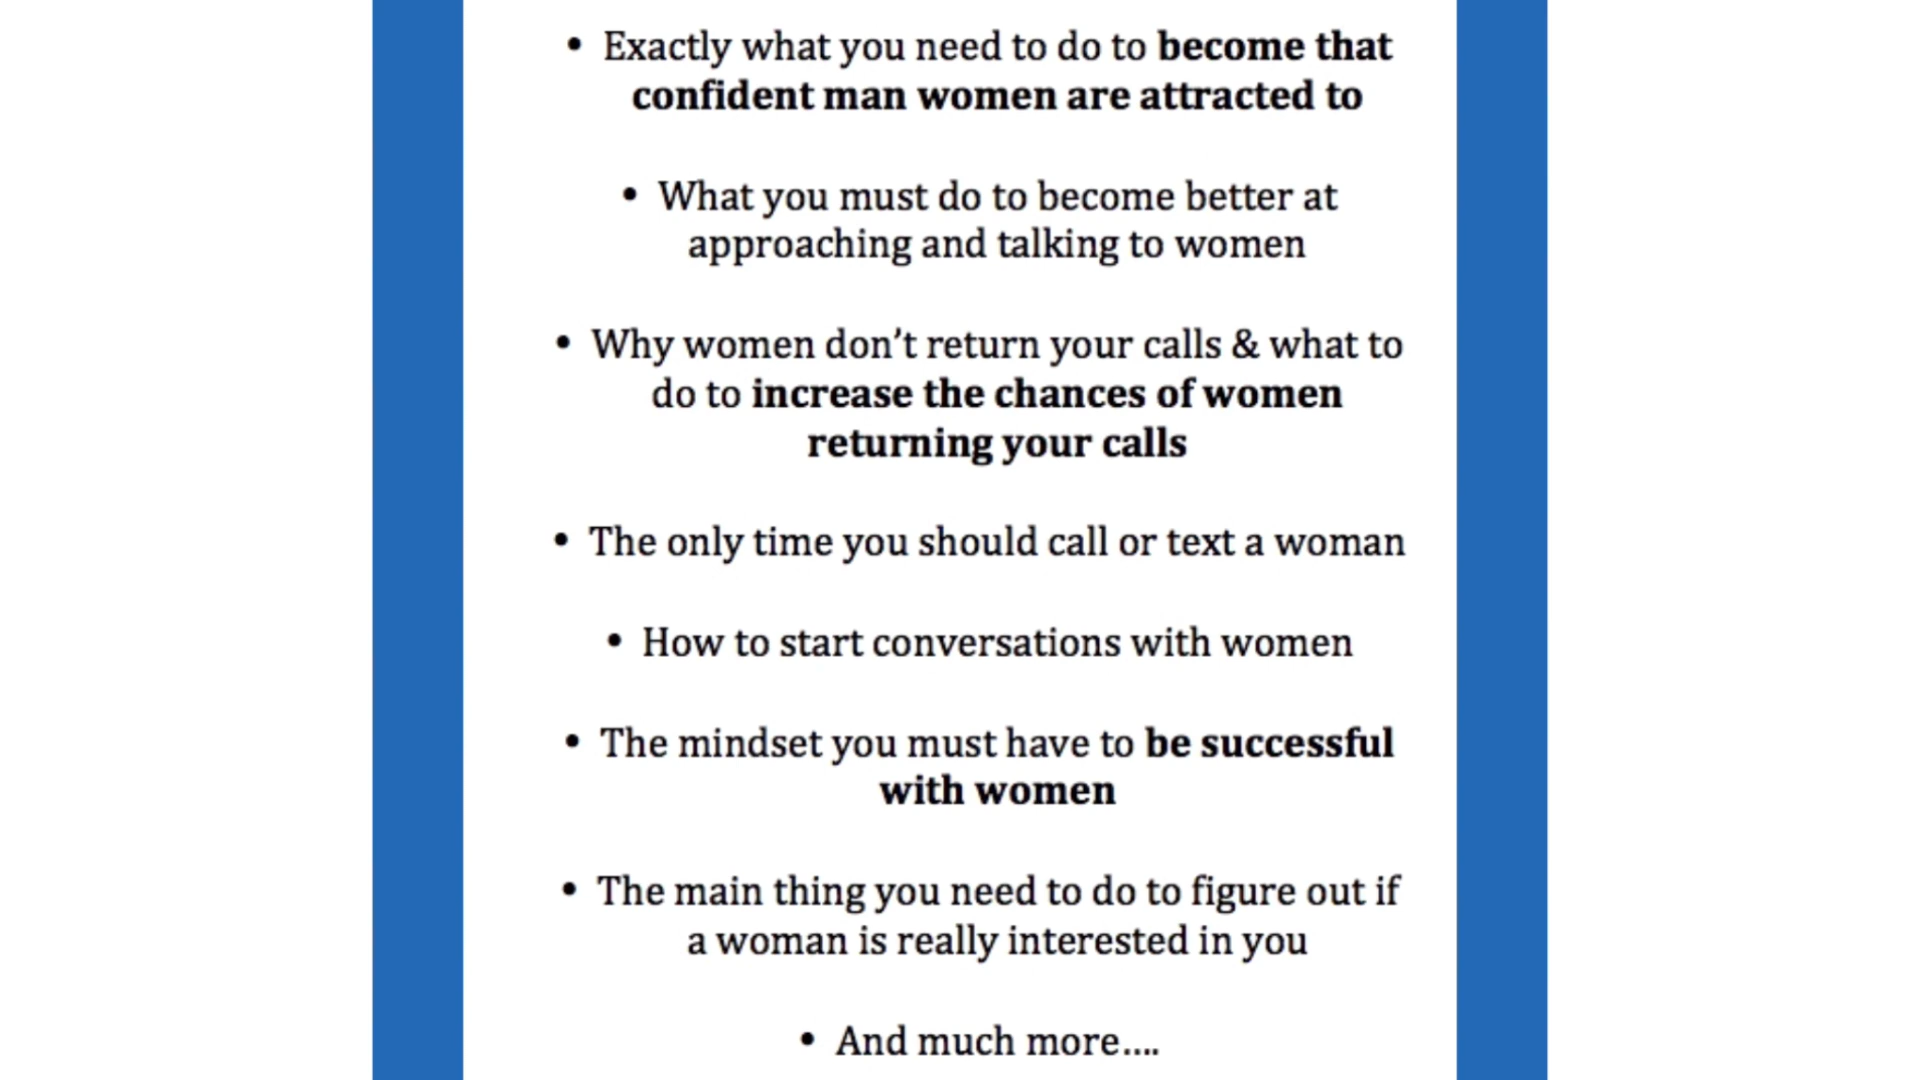 • Exactly what you need to do to become that
confident man women are attracted to
• What you must do to become better at
approaching and talking to women
• Why women don’t return your calls & what to
do to increase the chances of women
returning your calls
• The only time you should call or text a woman
• How to start conversations with women
• The mindset you must have to be successful
with women
• The main thing you need to do to figure out if
a woman is really interested in you
• And much more....